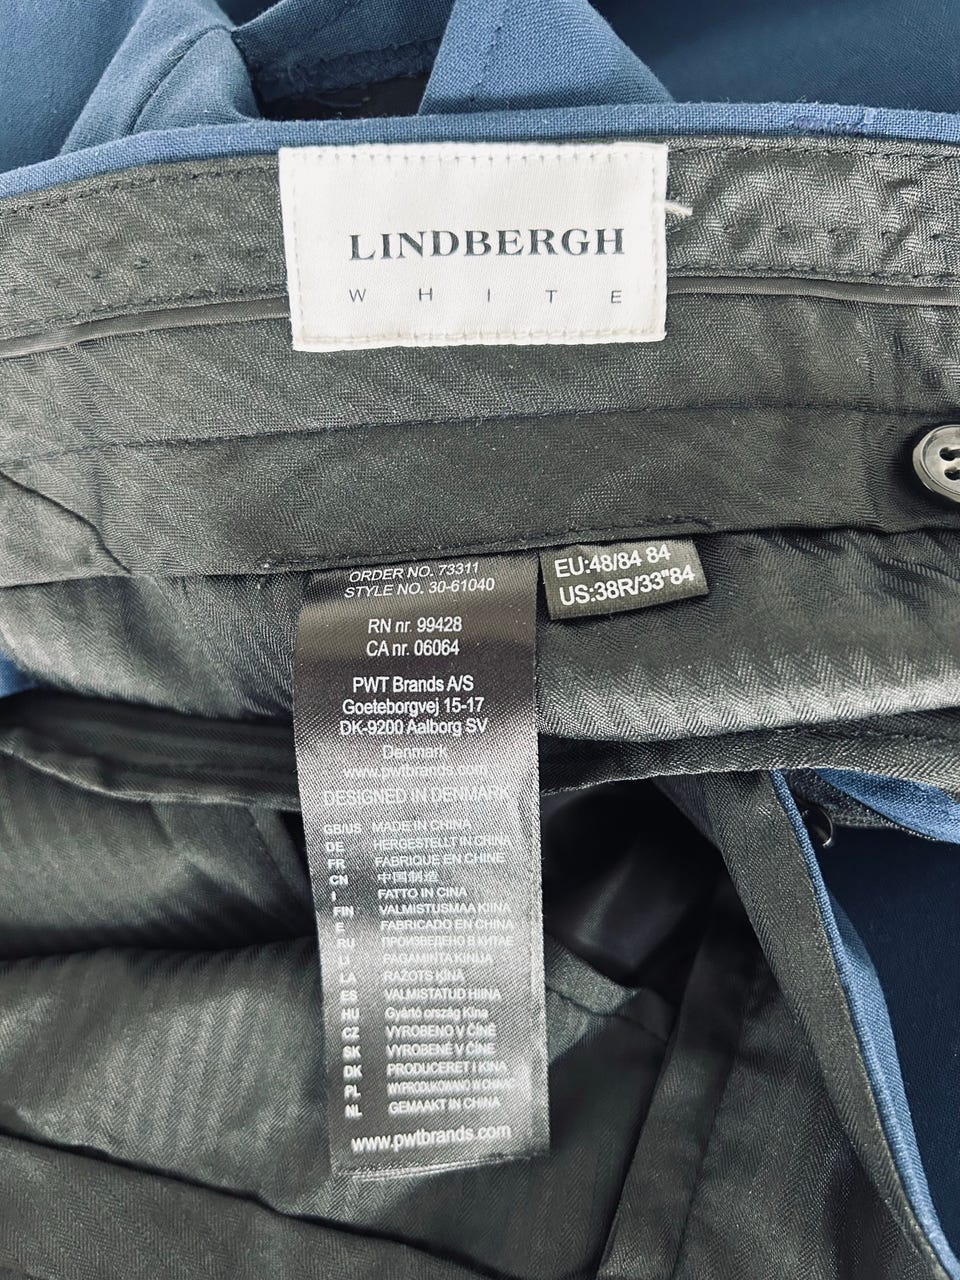 LINDBERGH
WHITE
ORDER NO. 73311
STYLE NO. 30-61040
RN nr. 99428
CA nr. 06064
PWT Brands A/S
Goeteborgvej 15-17
DK-9200 Aalborg SV
Denmark
www.pwtbrands.com
DESIGNED IN DENMARK
GB/US MADE IN CHINA
DE HERGESTELLT IN CHINA
FR FABRIQUE EN CHINE
CN 中国制造
I FATTO IN CINA
FIN VALMISTUSMAA KIINA
E FABRICADO EN CHINA
RU ПРОИЗВЕДЕНО В КИТАЕ
LI PAGAMINTA KINIJA
LA RAŽOTS KĪNĀ
ES VALMISTATUD HIINA
HU Gyártó ország Kína
CZ VYROBENO V ČÍNĚ
SK VYROBENÉ V ČÍNE
DK PRODUCERET I KINA
PL WYPRODUKOWANO W CHINACH
NL GEMAAKT IN CHINA
www.pwtbrands.com
EU:48/84 84
US:38R/33"84